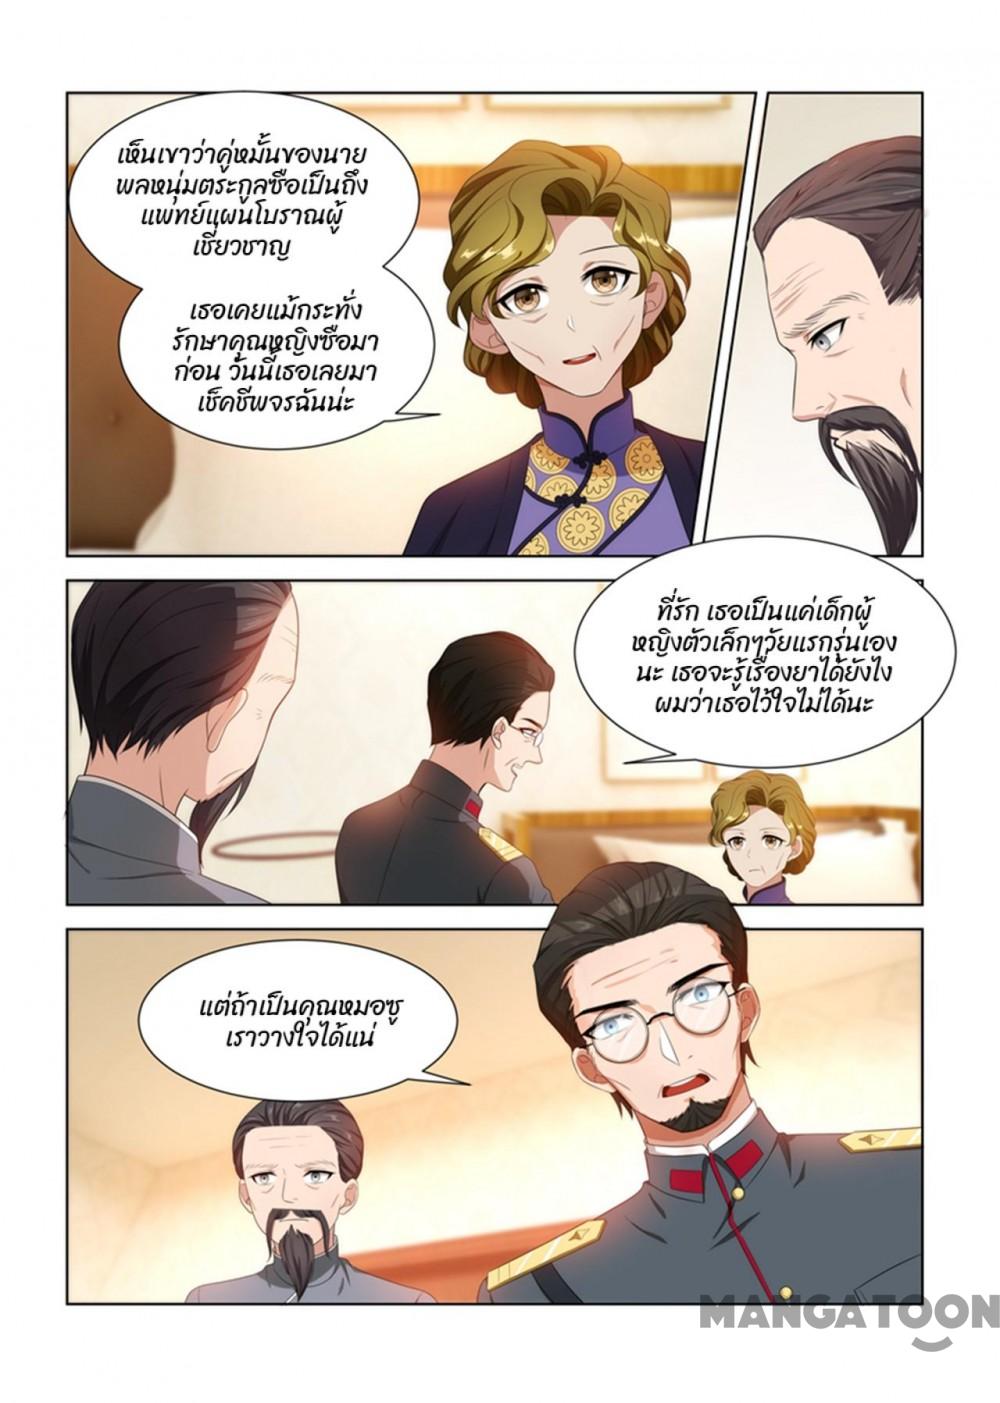 เห็นเขาว่าคู่หมั้นของนาย
พลหนุ่มตระกูลซือเป็นถึง
แพทย์แผนโบราณผู้
เชี่ยวชาญ
เธอเคยแม้กระทั่ง
รักษาคุณหญิงซือมา
ก่อน วันนี้เธอเลยมา
เช็คชีพจรฉันน่ะ
ที่รัก เธอเป็นแค่เด็กผู้
หญิงตัวเล็กๆวัยแรกรุ่นเอง
นะ เธอจะรู้เรื่องยาได้ยังไง
ผมว่าเธอไว้ใจไม่ได้นะ
แต่ถ้าเป็นคุณหมอซู
เราวางใจได้แน่
MANGATOON